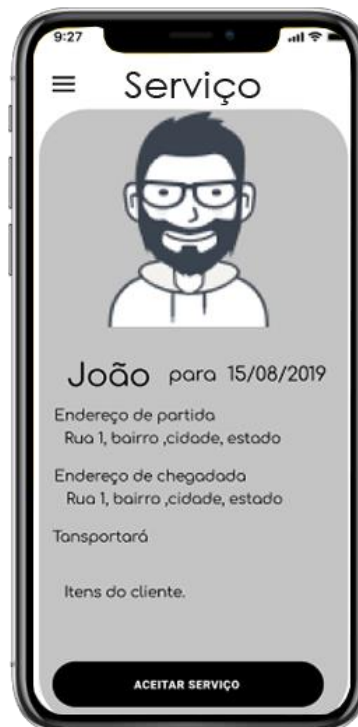 9:27
Serviço
João para 15/08/2019
Endereço de partida
Rua 1, bairro ,cidade, estado
Endereço de chegadada
Rua 1, bairro ,cidade, estado
Tansportará
Itens do cliente.
ACEITAR SERVIÇO